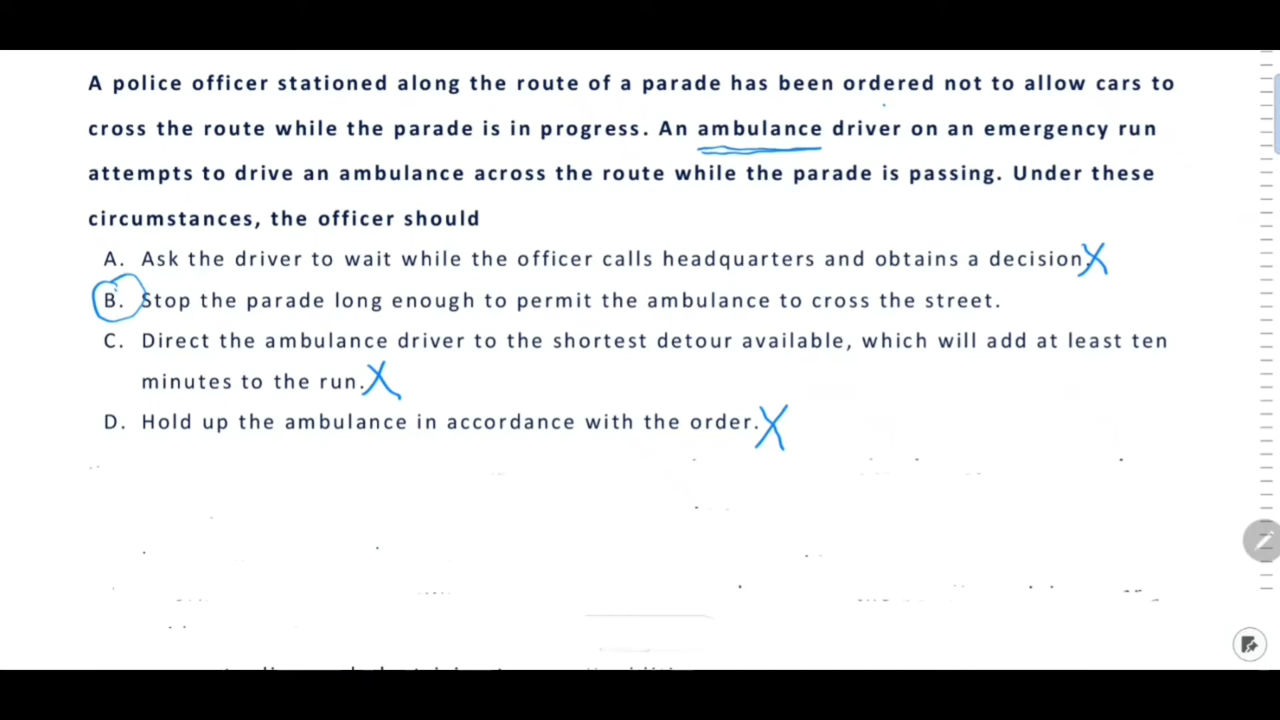 A police officer stationed along the route of a parade has been ordered not to allow cars to
cross the route while the parade is in progress. An ambulance driver on an emergency run
attempts to drive an ambulance across the route while the parade is passing. Under these
circumstances, the officer should
A. Ask the driver to wait while the officer calls headquarters and obtains a decision.
B. Stop the parade long enough to permit the ambulance to cross the street.
C. Direct the ambulance driver to the shortest detour available, which will add at least ten
minutes to the run.
D. Hold up the ambulance in accordance with the order.